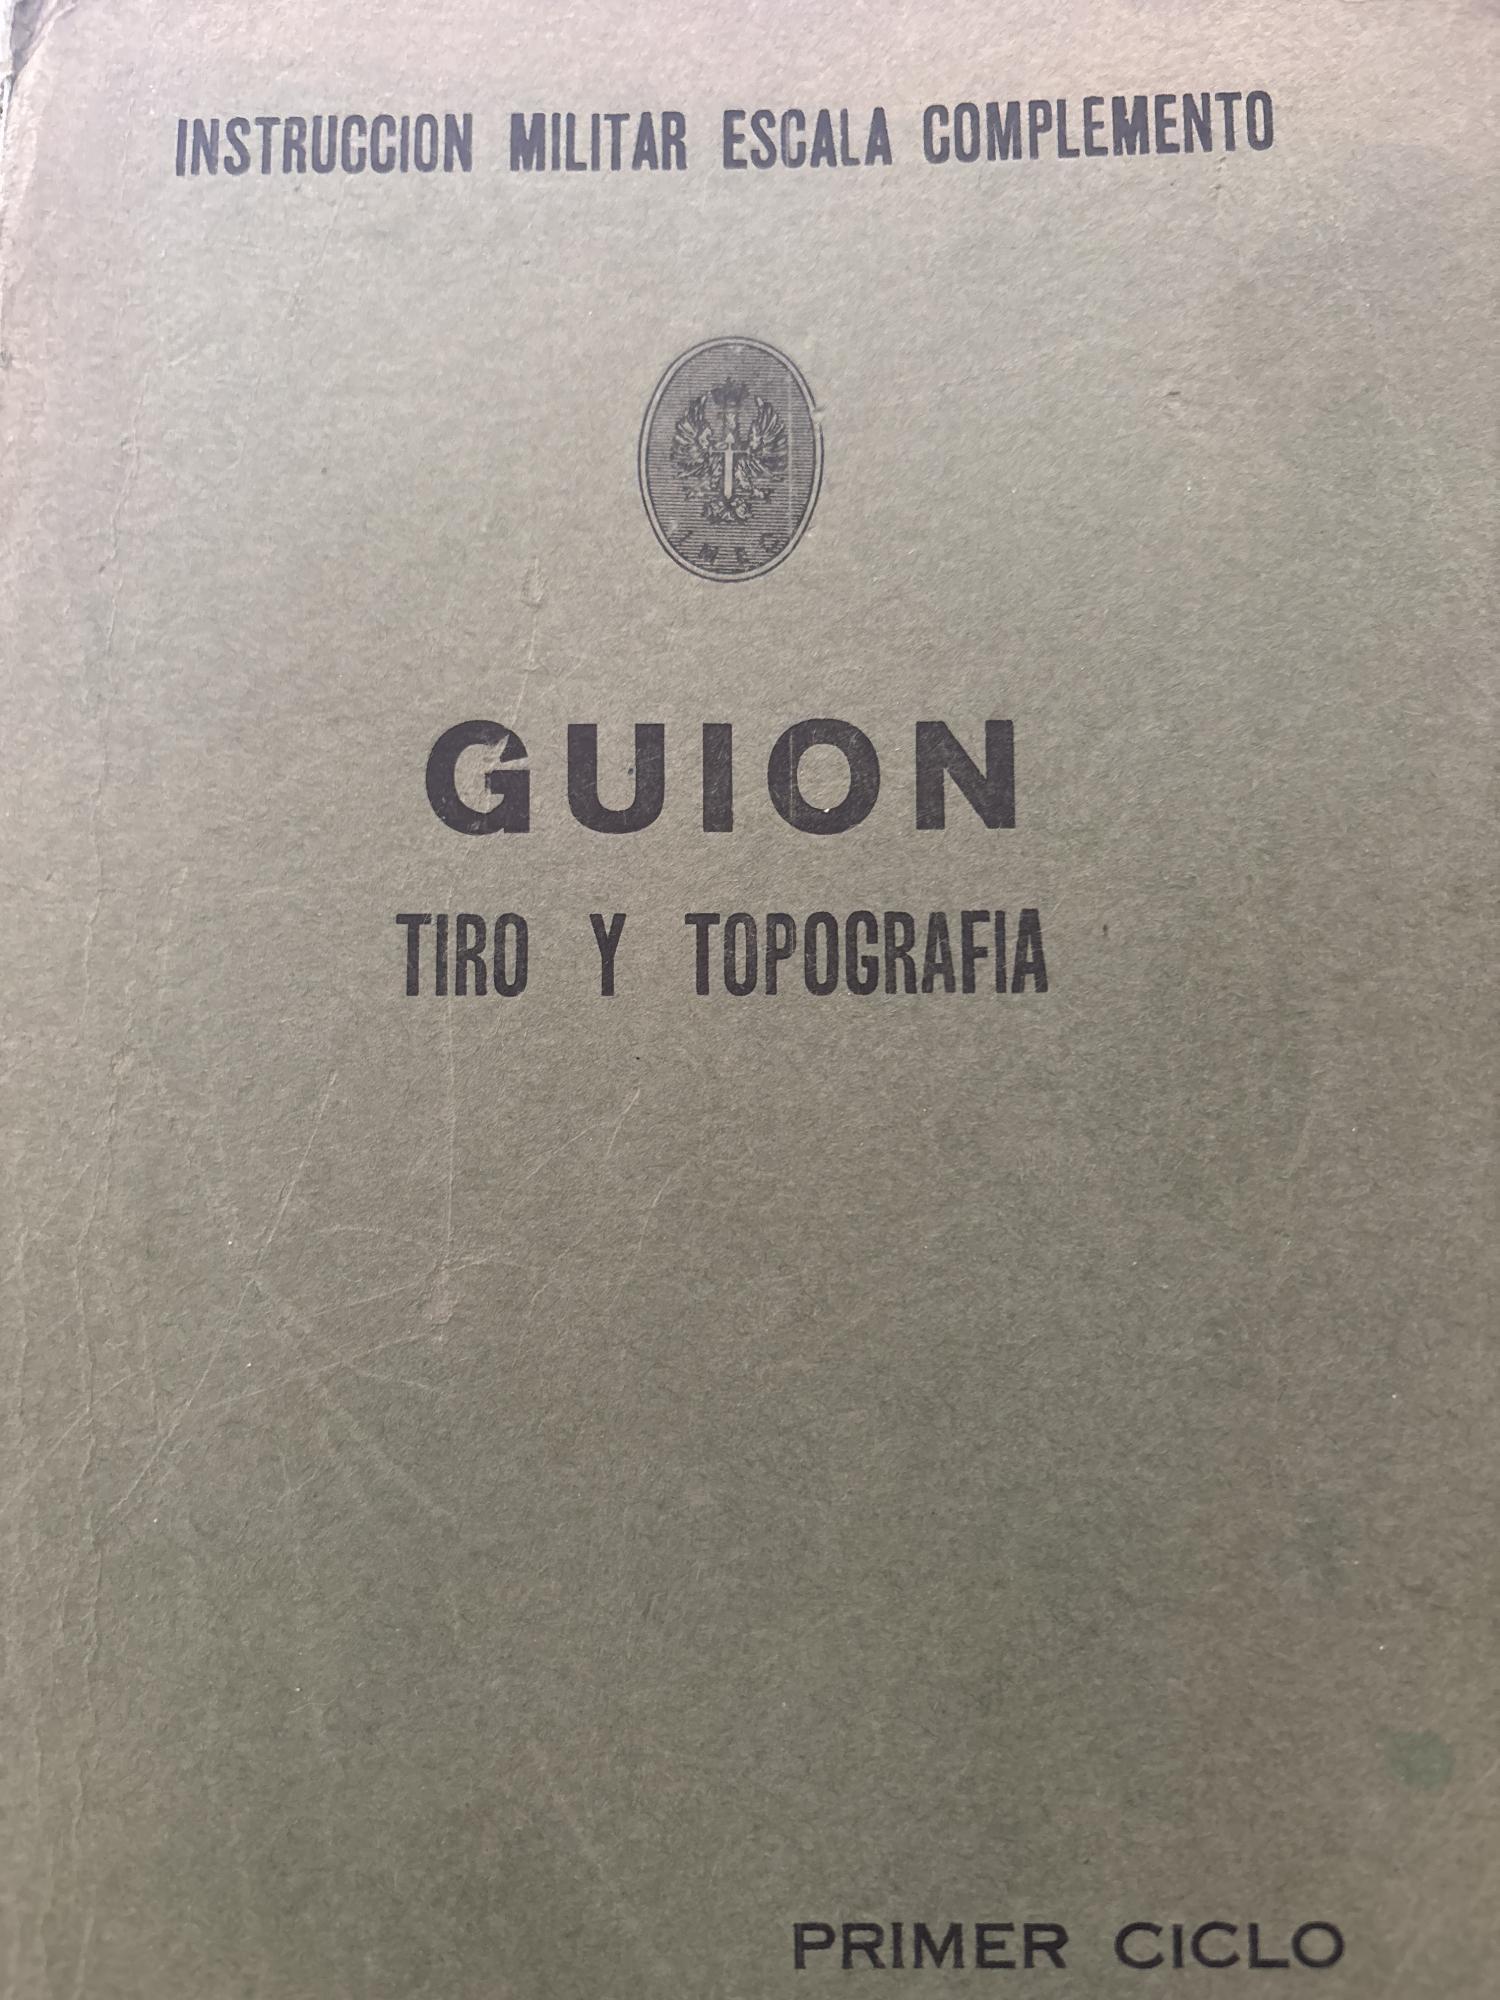 INSTRUCCION MILITAR ESCALA COMPLEMENTO
I M E C
GUION
TIRO Y TOPOGRAFIA
PRIMER CICLO